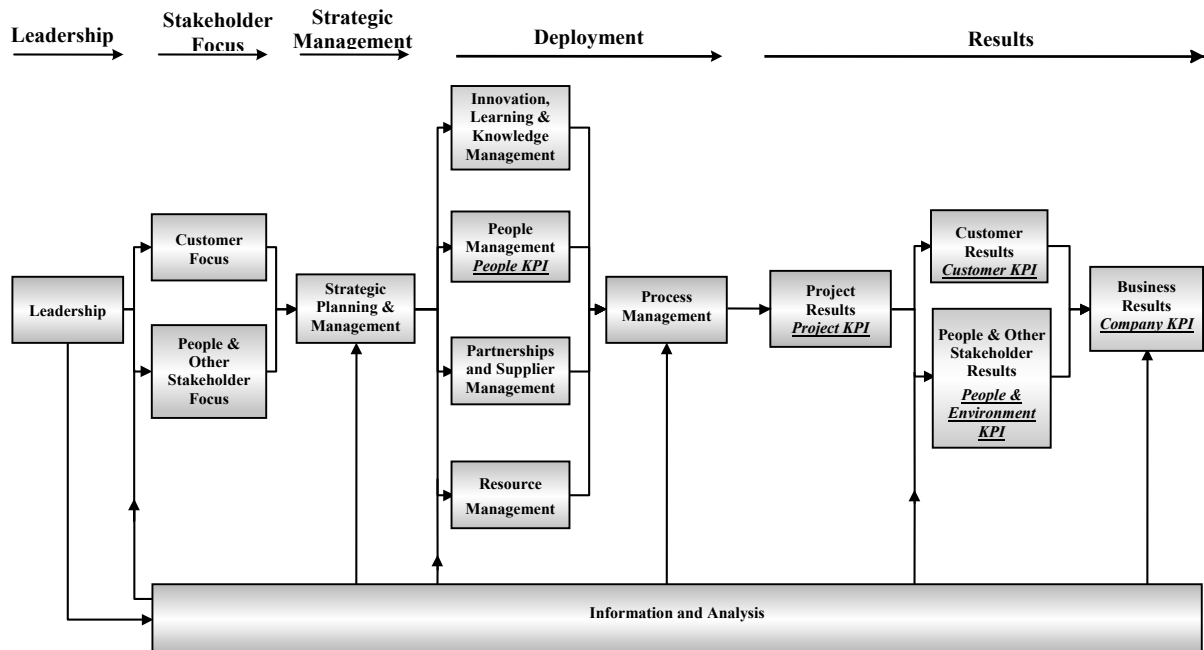 Leadership
Stakeholder
Focus
Strategic
Management
Deployment
Results
Innovation,
Learning &
Knowledge
Management
People
Management
People KPI
Customer
Focus
Customer
Results
Customer KPI
Leadership
Strategic
Planning &
Management
Process
Management
Project
Results
Project KPI
Business
Results
Company KPI
People &
Other
Stakeholder
Focus
Partnerships
and Supplier
Management
People & Other
Stakeholder
Results
People &
Environment
KPI
Resource
Management
Information and Analysis